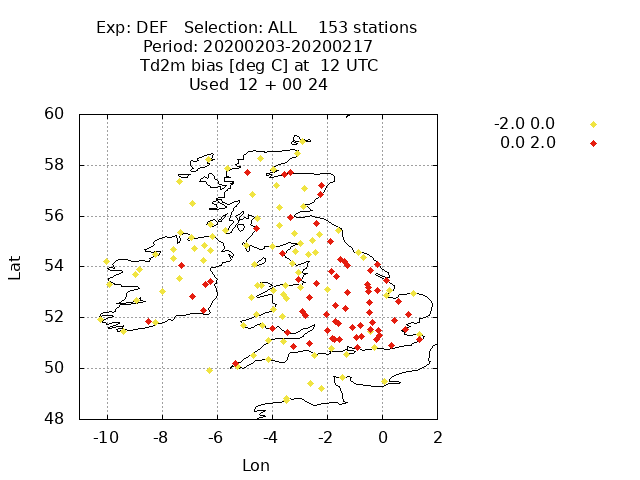 Exp: DEF Selection: ALL 153 stations
Period: 20200203-20200217
Td2m bias [deg C] at 12 UTC
Used 12 + 00 24
-2.0 0.0
0.0 2.0
60
58
56
54
52
50
48
Lat
-10 -8 -6 -4 -2 0 2
Lon